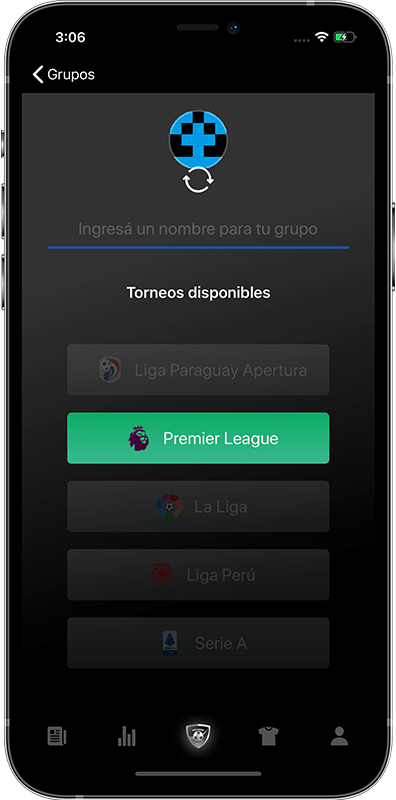 3:06
Grupos
Ingresá un nombre para tu grupo
Torneos disponibles
Liga Paraguay Apertura
Premier League
La Liga
Liga Perú
Serie A